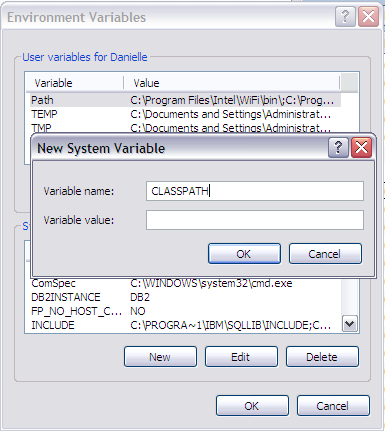 Environment Variables
User variables for Danielle
Variable Value
Path C:\Program Files\Intel\WiFi\bin\;C:\Prog...
TEMP C:\Documents and Settings\Administrat...
TMP C:\Documents and Settings\Administrat...
New System Variable
Variable name: CLASSPATH
Variable value:
OK Cancel
ComSpec C:\WINDOWS\system32\cmd.exe
DB2INSTANCE DB2
FP_NO_HOST_C... NO
INCLUDE C:\PROGRA~1\IBM\SQLLIB\INCLUDE;C...
New Edit Delete
OK Cancel